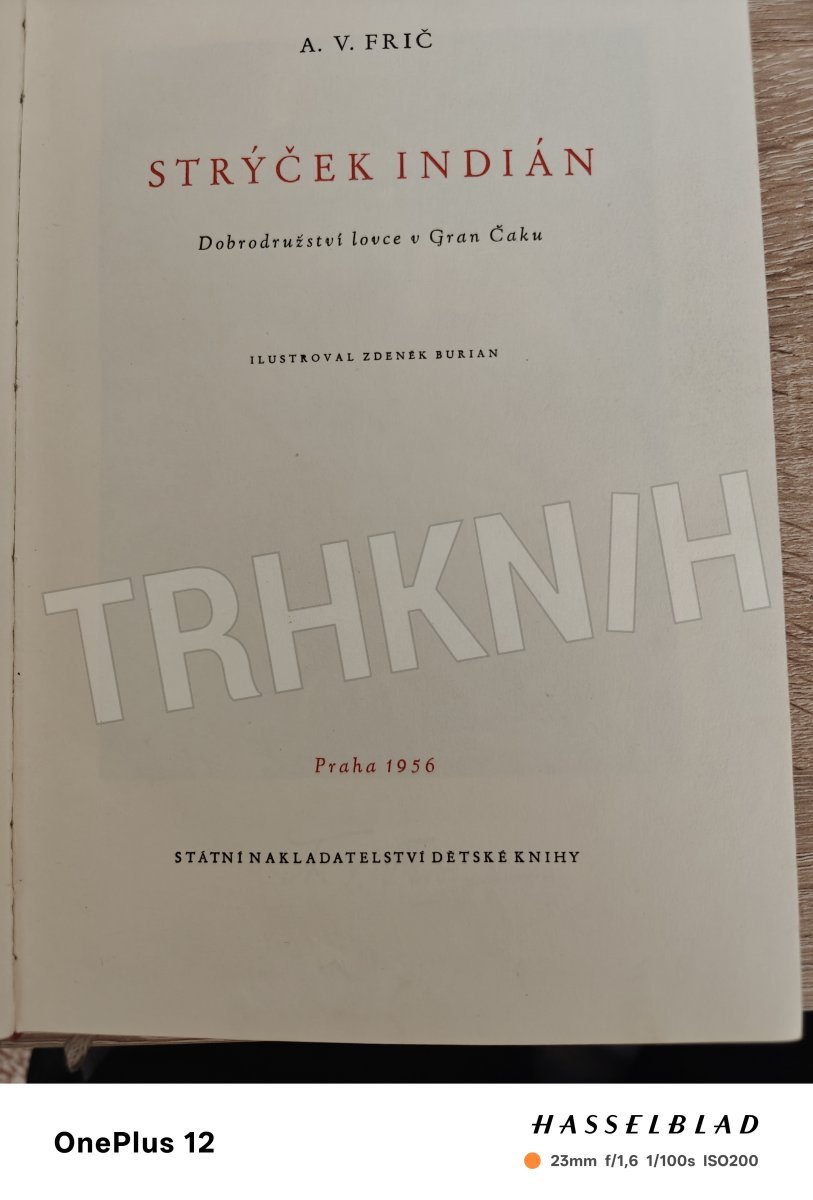 A. V. FRIČ
STRÝČEK INDIÁN
Dobrodružství lovce v Gran Čaku
ILUSTROVAL ZDENĚK BURIAN
TRHKNIH
Praha 1956
STÁTNÍ NAKLADATELSTVÍ DĚTSKÉ KNIHY
OnePlus 12
HASSELBLAD
23mm f/1,6 1/100s ISO200